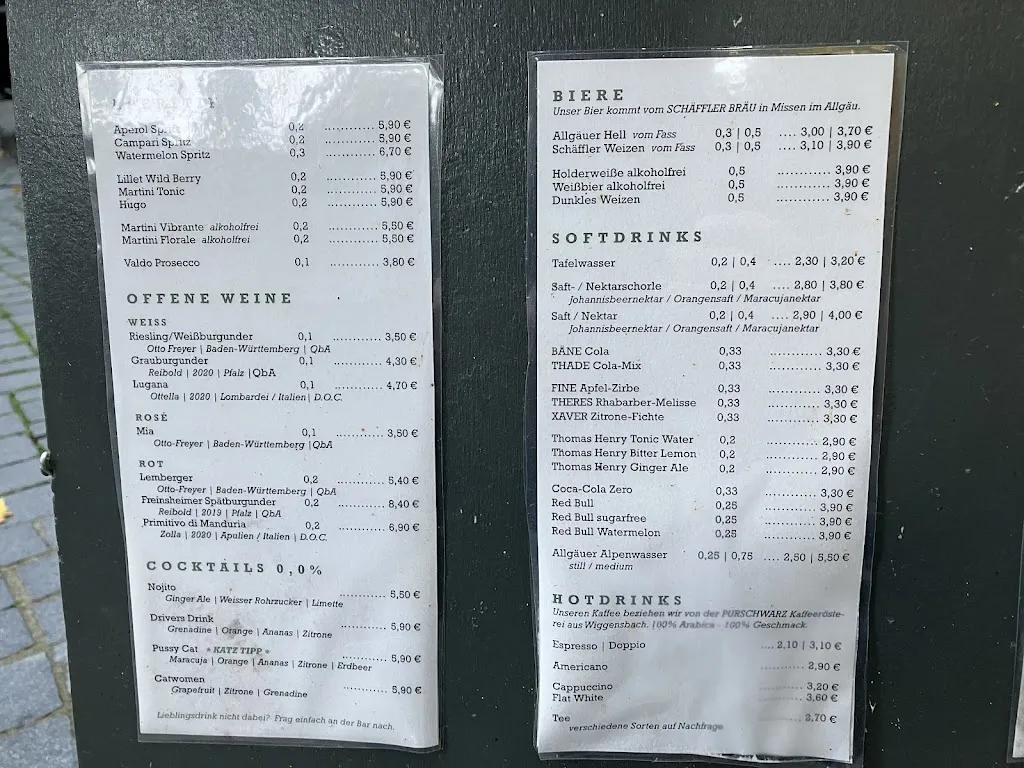 Aperol Spritz 0,2 ............ 5,90 €
Campari Spritz 0,2 ............ 5,90 €
Watermelon Spritz 0,3 ............ 6,70 €
Lillet Wild Berry 0,2 ............ 5,90 €
Martini Tonic 0,2 ............ 5,90 €
Hugo 0,2 ............ 5,90 €
Martini Vibrante alkoholfrei 0,2 ............ 5,50 €
Martini Florale alkoholfrei 0,2 ............ 5,50 €
Valdo Prosecco 0,1 ............ 3,80 €
OFFENE WEINE
WEISS
Riesling/Weißburgunder 0,1 ............ 3,50 €
Otto Freyer | Baden-Württemberg | QbA
Grauburgunder 0,1 ............ 4,30 €
Reibold | 2020 | Pfalz |QbA
Lugana 0,1 ............ 4,70 €
Ottella | 2020 | Lombardei / Italien| D.O.C.
ROSÉ
Mia 0,1 ............ 3,50 €
Otto-Freyer | Baden-Württemberg |QbA
ROT
Lemberger 0,2 ............ 5,40 €
Otto-Freyer | Baden-Württemberg | QbA
Freinsheimer Spätburgunder 0,2 ............ 8,40 €
Reibold | 2019 | Pfalz | QbA
Primitivo di Manduria 0,2 ............ 6,90 €
Zolla | 2020 | Apulien / Italien | D.O.C.
COCKTAILS 0,0%
Nojito ............ 5,50 €
Ginger Ale | Weisser Rohrzucker | Limette
Drivers Drink ............ 5,90 €
Grenadine | Orange | Ananas | Zitrone
Pussy Cat * KATZ TIPP * ............ 5,90 €
Maracuja | Orange | Ananas | Zitrone | Erdbeer
Catwomen ............ 5,90 €
Grapefruit | Zitrone | Grenadine
Lieblingsdrink nicht dabei? Frag einfach an der Bar nach.
BIERE
Unser Bier kommt vom SCHÄFFLER BRÄU in Missen im Allgäu.
Allgäuer Hell vom Fass 0,3 | 0,5 .... 3,00 | 3,70 €
Schäffler Weizen vom Fass 0,3 | 0,5 .... 3,10 | 3,90 €
Holderweiße alkoholfrei 0,5 ............ 3,90 €
Weißbier alkoholfrei 0,5 ............ 3,90 €
Dunkles Weizen 0,5 ............ 3,90 €
SOFTDRINKS
Tafelwasser 0,2 | 0,4 .... 2,30 | 3,20 €
Saft- / Nektarschorle 0,2 | 0,4 .... 2,80 | 3,80 €
Johannisbeernektar / Orangensaft / Maracujanektar
Saft / Nektar 0,2 | 0,4 .... 2,90 | 4,00 €
Johannisbeernektar / Orangensaft / Maracujanektar
BÄNE Cola 0,33 ............ 3,30 €
THADE Cola-Mix 0,33 ............ 3,30 €
FINE Apfel-Zirbe 0,33 ............ 3,30 €
THERES Rhabarber-Melisse 0,33 ............ 3,30 €
XAVER Zitrone-Fichte 0,33 ............ 3,30 €
Thomas Henry Tonic Water 0,2 ............ 2,90 €
Thomas Henry Bitter Lemon 0,2 ............ 2,90 €
Thomas Henry Ginger Ale 0,2 ............ 2,90 €
Coca-Cola Zero 0,33 ............ 3,30 €
Red Bull 0,25 ............ 3,90 €
Red Bull sugarfree 0,25 ............ 3,90 €
Red Bull Watermelon 0,25 ............ 3,90 €
Allgäuer Alpenwasser 0,25 | 0,75 .... 2,50 | 5,50 €
still / medium
HOTDRINKS
Unseren Kaffee beziehen wir von der PURSCHWARZ Kaffeeröste-
rei aus Wiggensbach. 100% Arabica - 100% Geschmack.
Espresso | Doppio .... 2,10 | 3,10 €
Americano ............ 2,90 €
Cappuccino ............ 3,20 €
Flat White ............ 3,60 €
Tee ............ 2,70 €
verschiedene Sorten auf Nachfrage